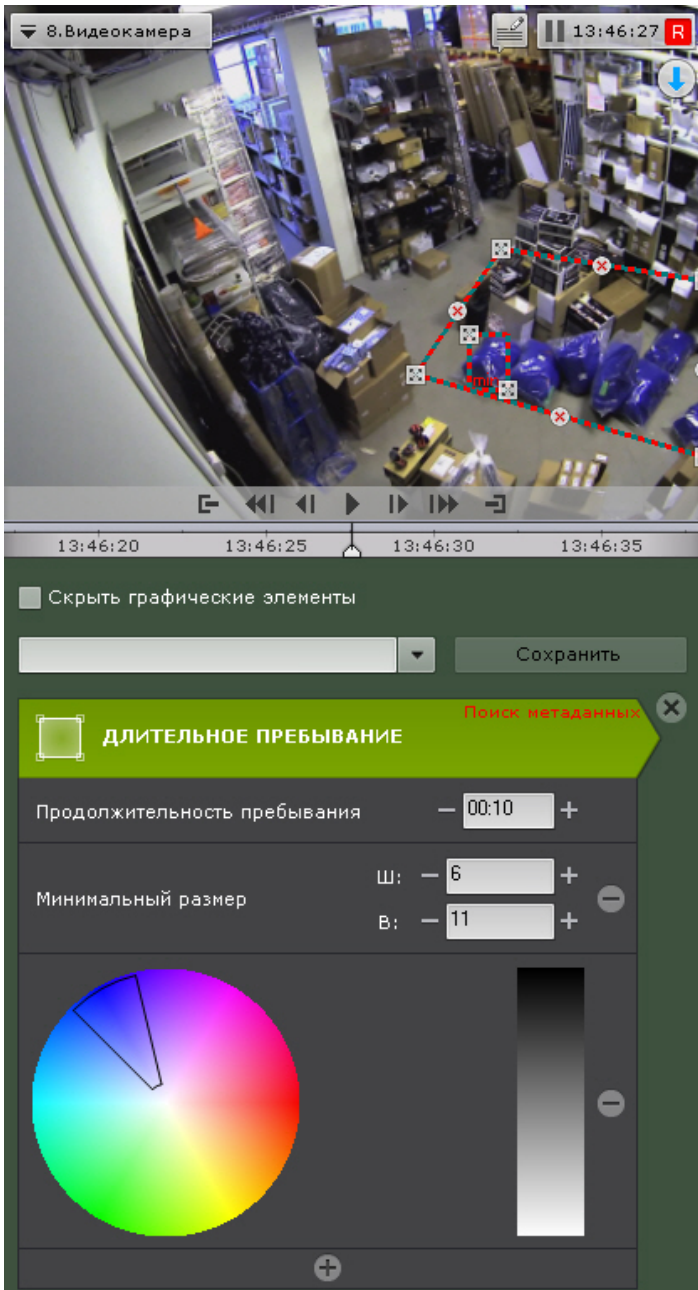 8.Видеокамера
13:46:27 R
min
13:46:20 13:46:25 13:46:30 13:46:35
Скрыть графические элементы
Сохранить
Поиск метаданных
ДЛИТЕЛЬНОЕ ПРЕБЫВАНИЕ
Продолжительность пребывания 00:10
Ш: 6
Минимальный размер
В: 11